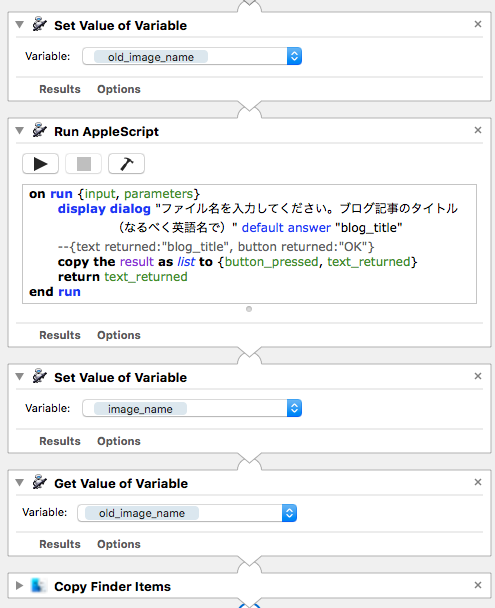 Set Value of Variable
Variable: old_image_name
Results Options
Run AppleScript
on run {input, parameters}
display dialog "ファイル名を入力してください。ブログ記事のタイトル
（なるべく英語名で）" default answer "blog_title"
--{text returned:"blog_title", button returned:"OK"}
copy the result as list to {button_pressed, text_returned}
return text_returned
end run
Results Options
Set Value of Variable
Variable: image_name
Results Options
Get Value of Variable
Variable: old_image_name
Results Options
Copy Finder Items